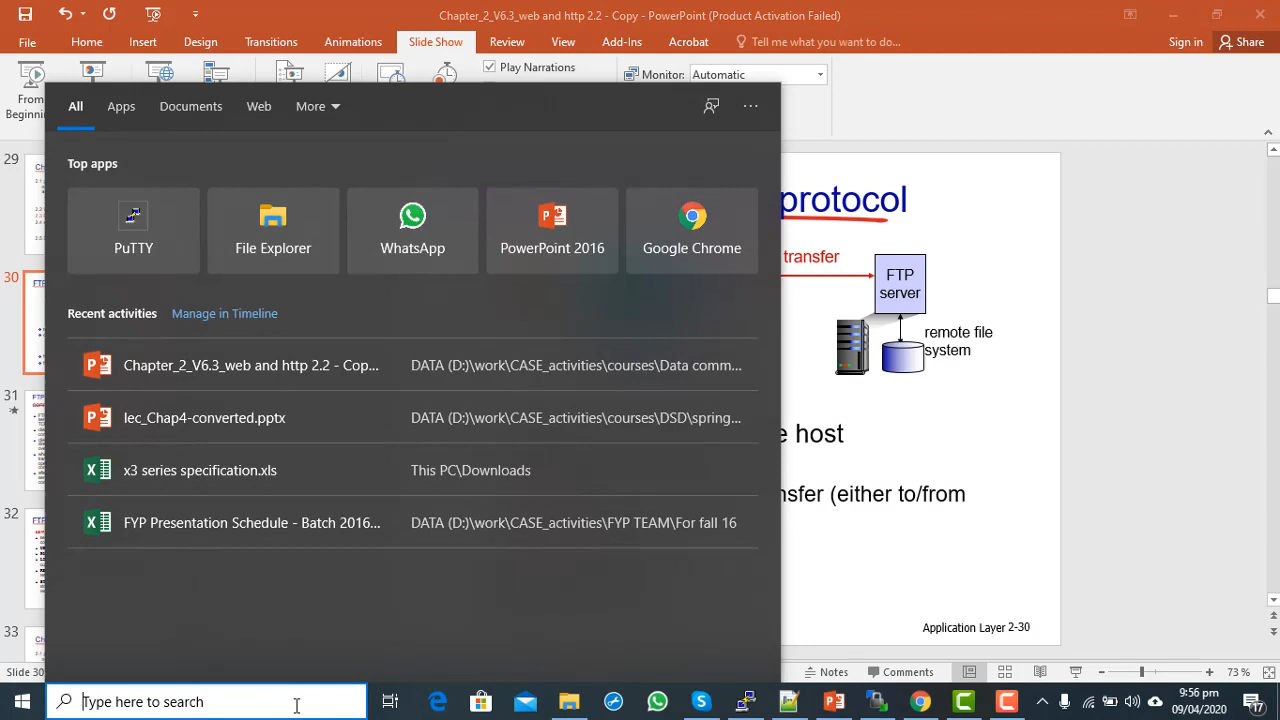 Chapter_2_V6.3_web and http 2.2 - Copy - PowerPoint (Product Activation Failed)
File Home Insert Design Transitions Animations Slide Show Review View Add-Ins Acrobat Tell me what you want to do... Sign in Share
From Beginning
Play Narrations
Monitor: Automatic
All Apps Documents Web More
Top apps
PuTTY File Explorer WhatsApp PowerPoint 2016 Google Chrome
Recent activities Manage in Timeline
Chapter_2_V6.3_web and http 2.2 - Cop... DATA (D:)\work\CASE_activities\courses\Data comm...
lec_Chap4-converted.pptx DATA (D:)\work\CASE_activities\courses\DSD\spring...
x3 series specification.xls This PC\Downloads
FYP Presentation Schedule - Batch 2016... DATA (D:)\work\CASE_activities\FYP TEAM\For fall 16
29
30
31
32
33
protocol
transfer
FTP
server
remote file
system
host
(either to/from
Application Layer 2-30
Slide 30 Notes Comments 73 %
Type here to search
9:56 pm
09/04/2020
17